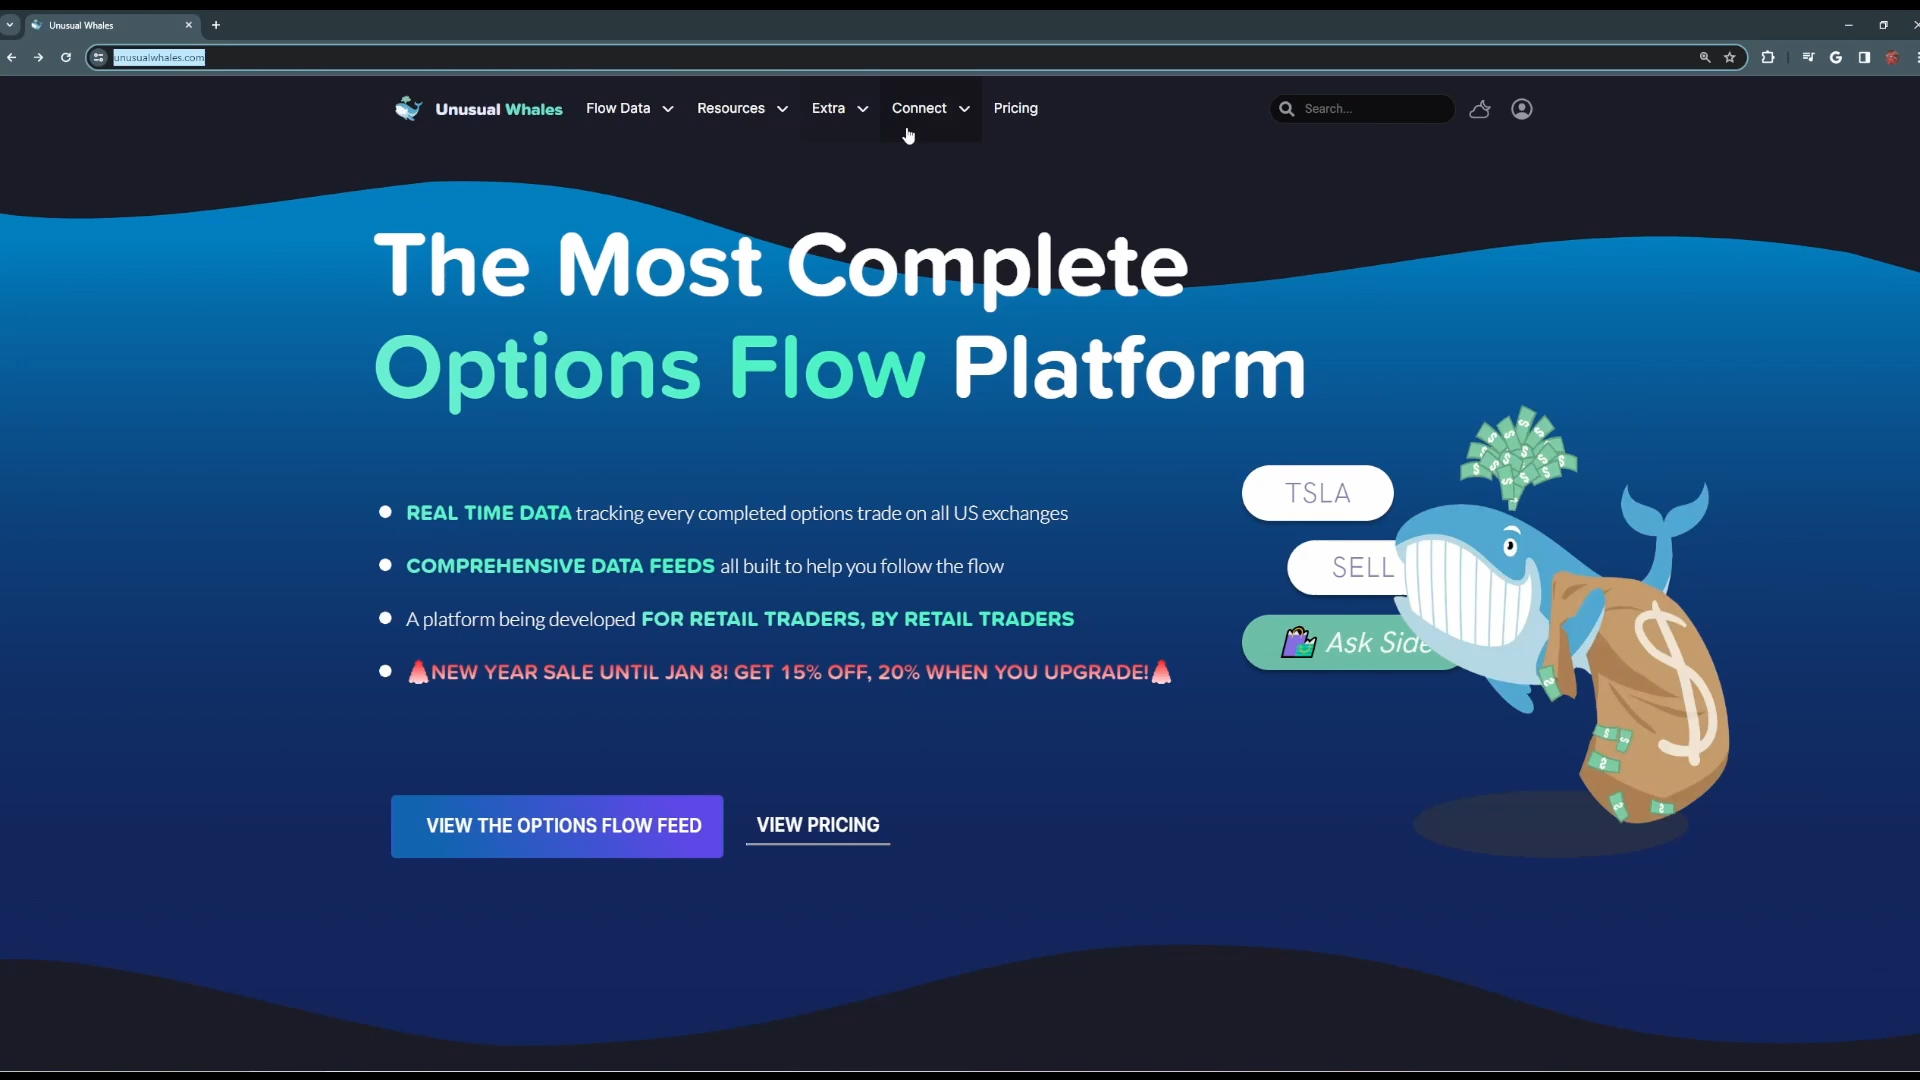 Unusual Whales
unusualwhales.com
Unusual Whales Flow Data Resources Extra Connect Pricing Search...
The Most Complete
Options Flow Platform
REAL TIME DATA tracking every completed options trade on all US exchanges
COMPREHENSIVE DATA FEEDS all built to help you follow the flow
A platform being developed FOR RETAIL TRADERS, BY RETAIL TRADERS
NEW YEAR SALE UNTIL JAN 8! GET 15% OFF, 20% WHEN YOU UPGRADE!
TSLA
SELL
Ask Side
VIEW THE OPTIONS FLOW FEED VIEW PRICING